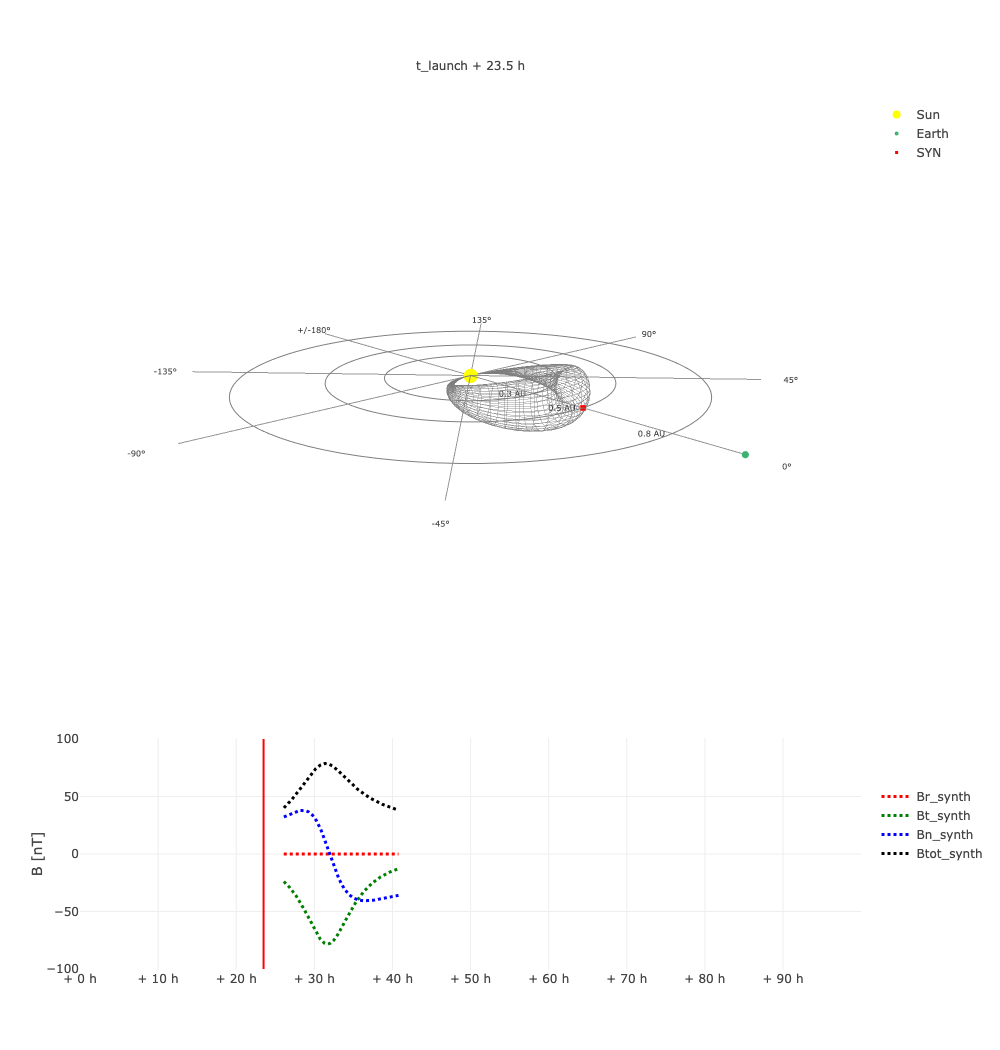 t_launch + 23.5 h
Sun
Earth
SYN
135°
+/-180°
90°
-135°
45°
0.3 AU
0.5 AU
0.8 AU
-90°
0°
-45°
100
50
0
−50
−100
B [nT]
+ 0 h
+ 10 h
+ 20 h
+ 30 h
+ 40 h
+ 50 h
+ 60 h
+ 70 h
+ 80 h
+ 90 h
Br_synth
Bt_synth
Bn_synth
Btot_synth